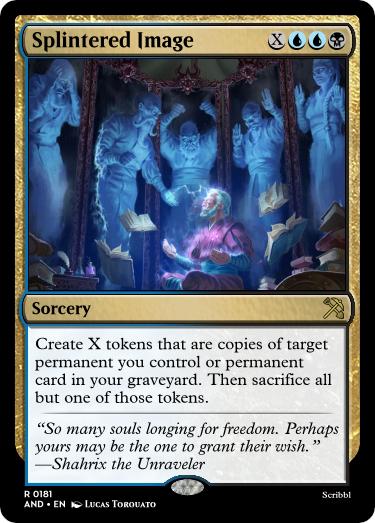 Splintered Image
X
Sorcery
Create X tokens that are copies of target
permanent you control or permanent
card in your graveyard. Then sacrifice all
but one of those tokens.
“So many souls longing for freedom. Perhaps
yours may be the one to grant their wish.”
—Shahrix the Unraveler
R 0181
AND • EN Lucas Torouato
Scribbl